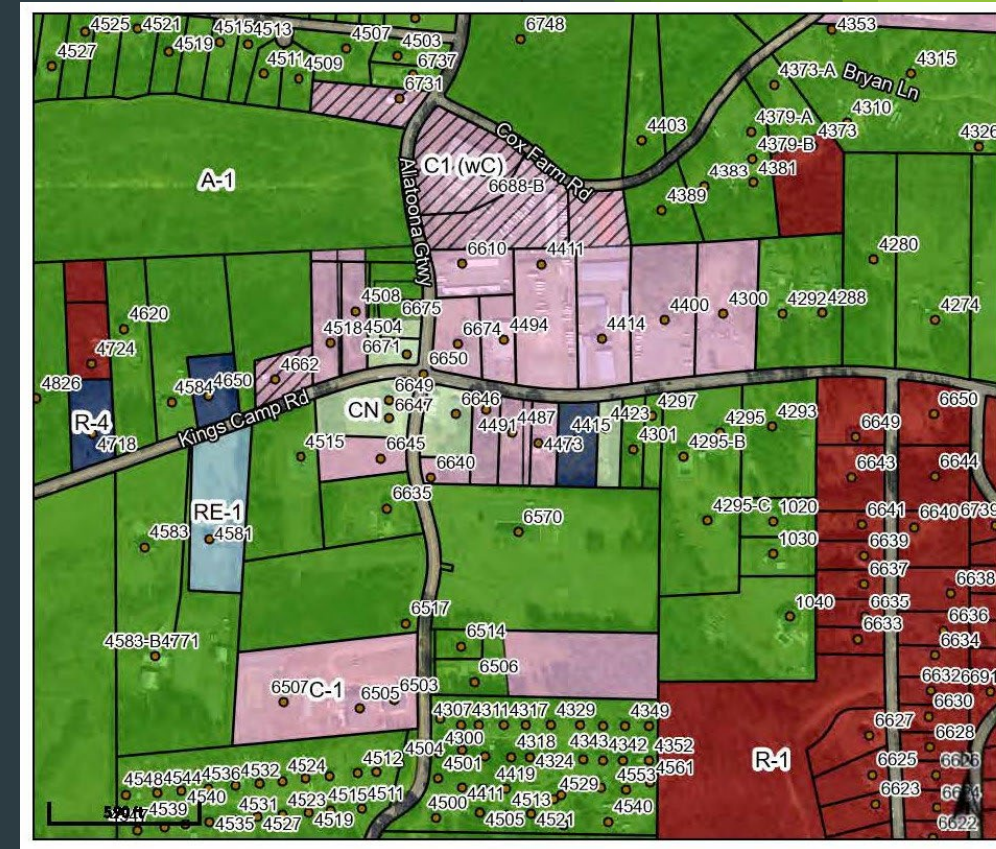 4525 4521 4515 4513 4507 4503 6748 4353
4527 4519 4511 4509 6737 4373-A Bryan Ln 4315
6731 4310
4403 4379-A 4373 4326
4379-B
Cox Farm Rd
A-1 Allatoona Gtwy C1 (wC) 6688-B 4383 4381
4389
6610 4411 4280
4508 6675 4400 4300 4292 4288 4274
4620 4518 4504 6674 4494 4414
4724 6671 6650
4662
4826 4584 4650 6649 6646 4297 6650
R-4 Kings Camp Rd CN 6647 4491 4487 4415 4423 4295 4293 6649
4718 4515 6645 4473 4301 4295-B
6640 6643 6644
RE-1 6635 6570 4295-C 1020 6641 6640 6739
4583 4581 1030 6639
6637 6638
6517 1040 6635 6636
4583-B 4771 6514 6633 6634
6506 6632 6691
6507 C-1 6505 6503 6630
4307 4311 4317 4329 4349 6627 6628
4504 4300 4318 4343 4342 4352 R-1
4512 4501 4324 4561 6625 6626
4548 4544 4536 4532 4524 4419 4529 4553
4540 4411 4513 4540 6623
4539 4531 4523 4515 4511 4500
4535 4527 4519 4505 4521 6622